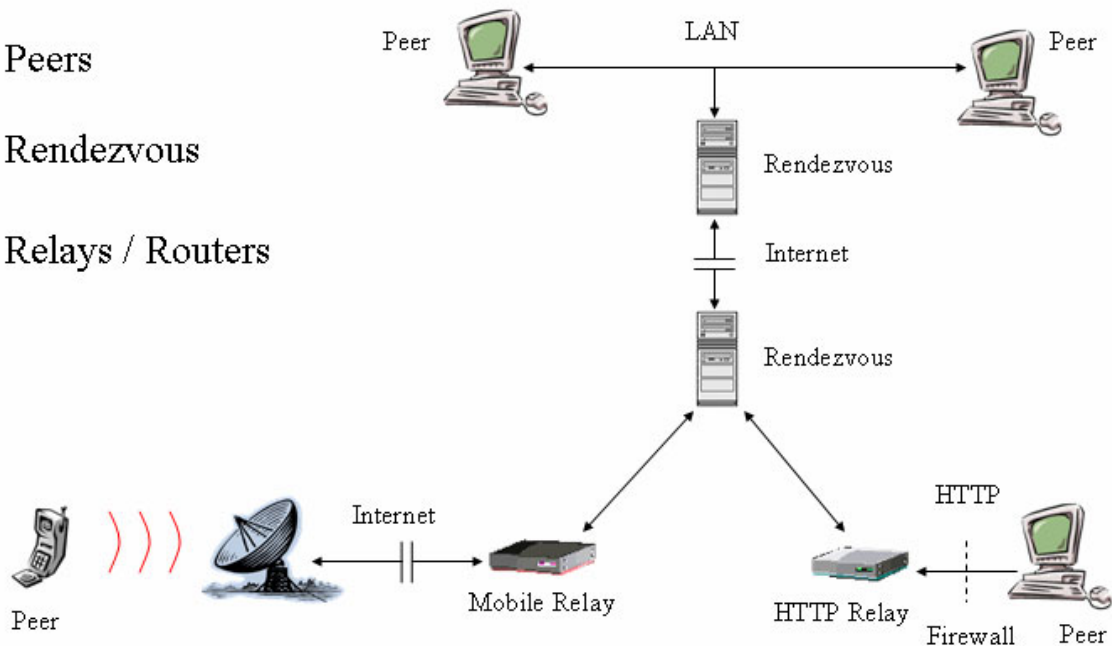 Peers
Rendezvous
Relays / Routers
Peer
LAN
Peer
Rendezvous
Internet
Rendezvous
Internet
HTTP
Peer
Mobile Relay
HTTP Relay
Firewall
Peer